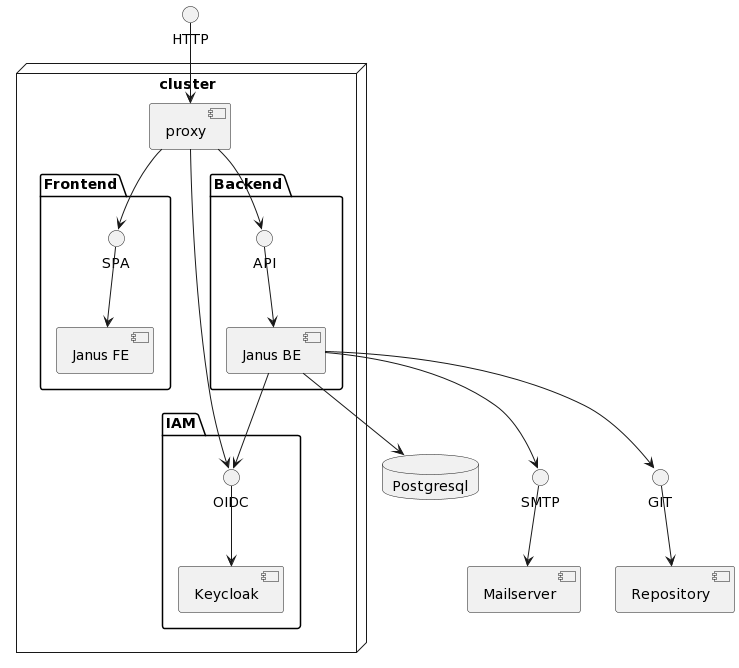 HTTP
cluster
proxy
Frontend
Backend
SPA
API
Janus FE
Janus BE
IAM
Postgresql
OIDC
SMTP
GIT
Keycloak
Mailserver
Repository